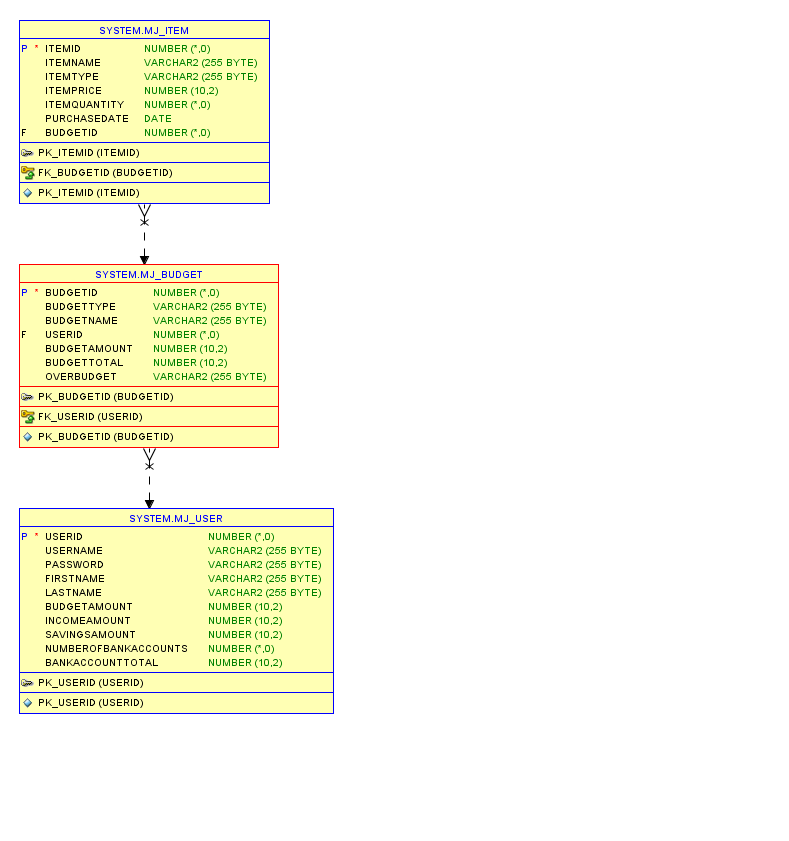 SYSTEM.MJ_ITEM
P * ITEMID NUMBER (*,0)
ITEMNAME VARCHAR2 (255 BYTE)
ITEMTYPE VARCHAR2 (255 BYTE)
ITEMPRICE NUMBER (10,2)
ITEMQUANTITY NUMBER (*,0)
PURCHASEDATE DATE
F BUDGETID NUMBER (*,0)
PK_ITEMID (ITEMID)
FK_BUDGETID (BUDGETID)
PK_ITEMID (ITEMID)
SYSTEM.MJ_BUDGET
P * BUDGETID NUMBER (*,0)
BUDGETTYPE VARCHAR2 (255 BYTE)
BUDGETNAME VARCHAR2 (255 BYTE)
F USERID NUMBER (*,0)
BUDGETAMOUNT NUMBER (10,2)
BUDGETTOTAL NUMBER (10,2)
OVERBUDGET VARCHAR2 (255 BYTE)
PK_BUDGETID (BUDGETID)
FK_USERID (USERID)
PK_BUDGETID (BUDGETID)
SYSTEM.MJ_USER
P * USERID NUMBER (*,0)
USERNAME VARCHAR2 (255 BYTE)
PASSWORD VARCHAR2 (255 BYTE)
FIRSTNAME VARCHAR2 (255 BYTE)
LASTNAME VARCHAR2 (255 BYTE)
BUDGETAMOUNT NUMBER (10,2)
INCOMEAMOUNT NUMBER (10,2)
SAVINGSAMOUNT NUMBER (10,2)
NUMBEROFBANKACCOUNTS NUMBER (*,0)
BANKACCOUNTTOTAL NUMBER (10,2)
PK_USERID (USERID)
PK_USERID (USERID)